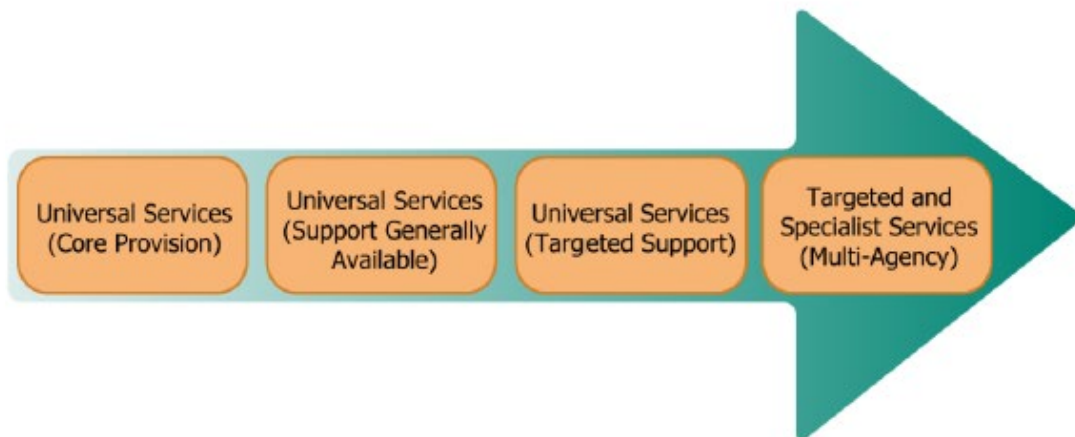 Universal Services
(Core Provision)
Universal Services
(Support Generally
Available)
Universal Services
(Targeted Support)
Targeted and
Specialist Services
(Multi-Agency)